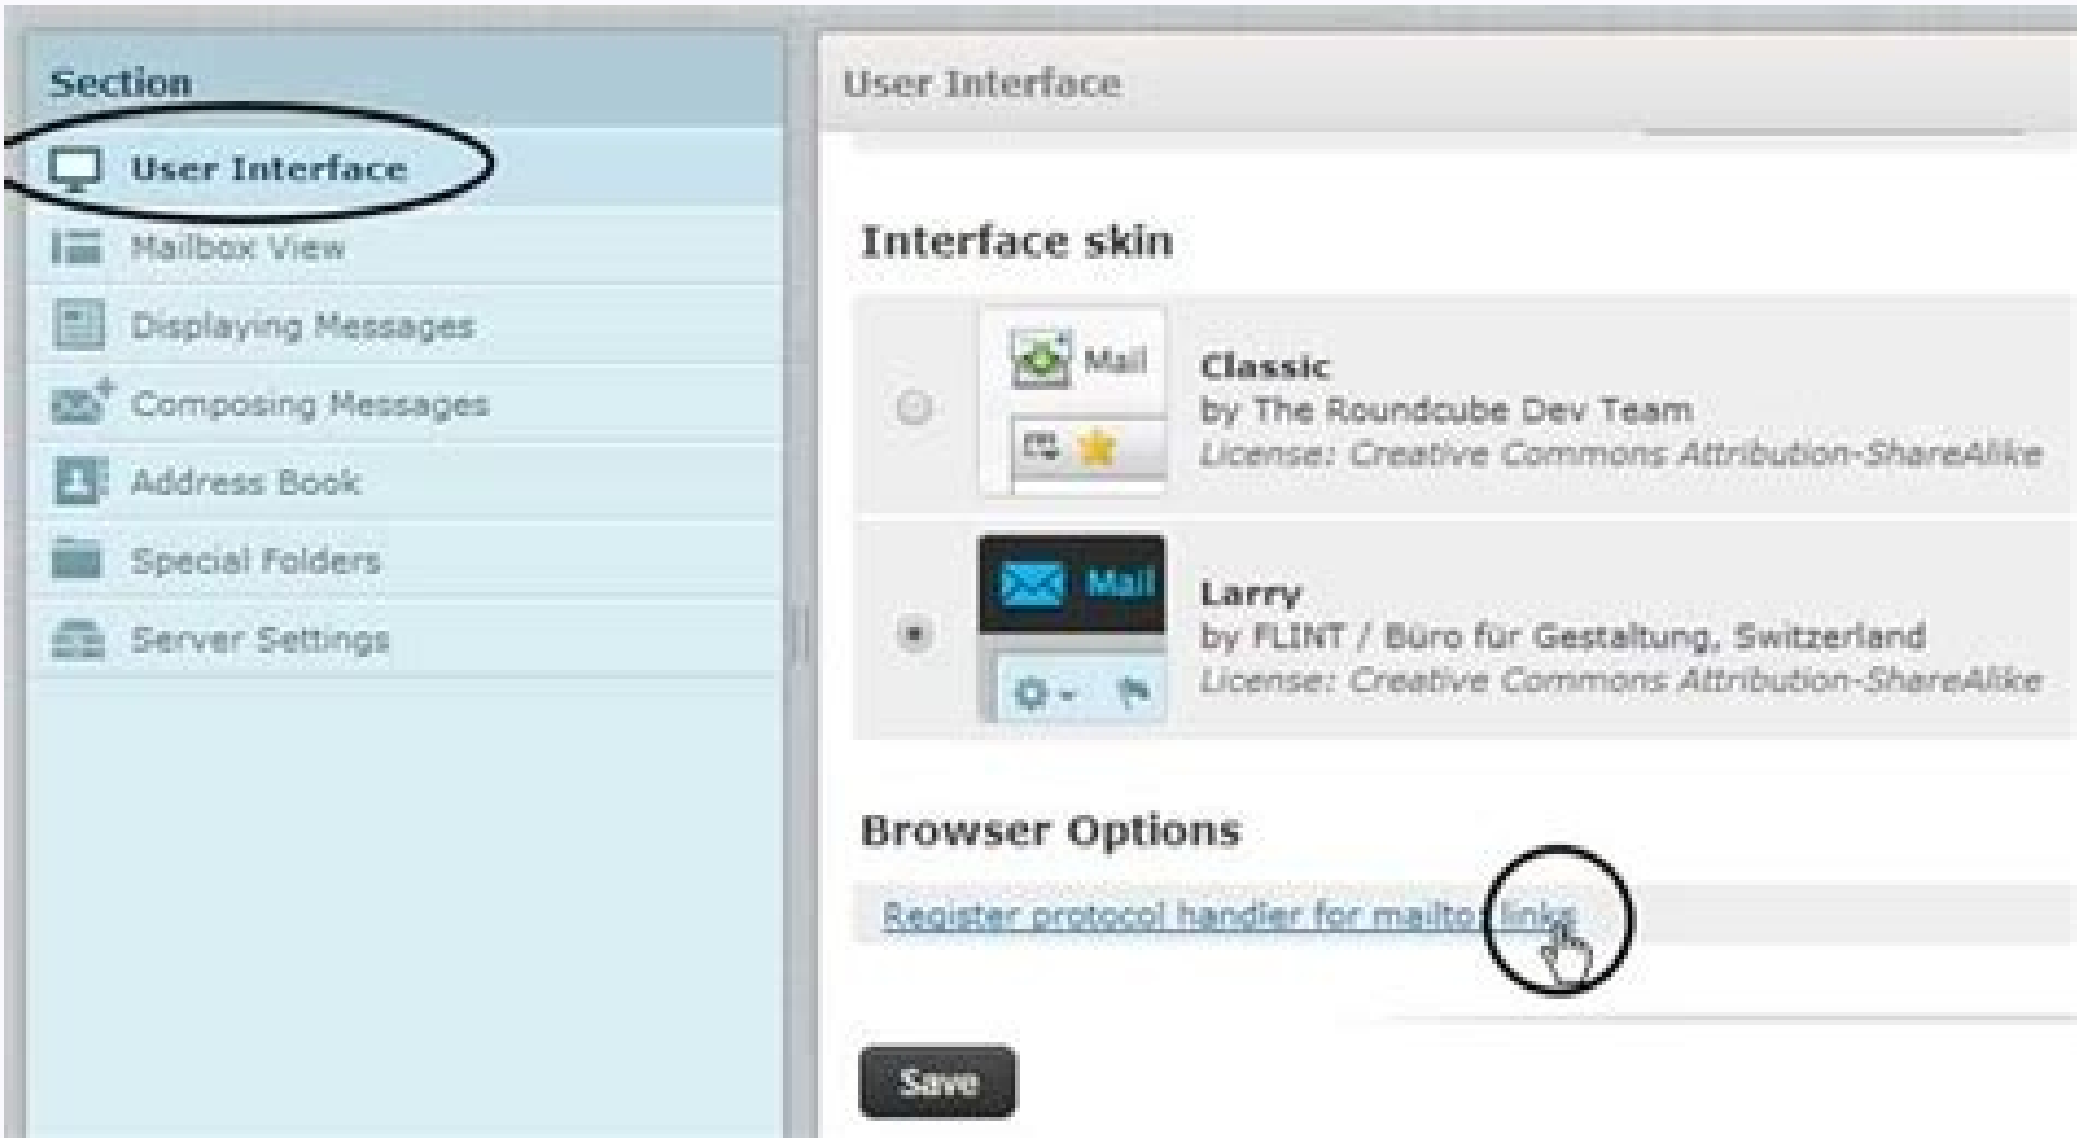 Section
User Interface
Mailbox View
Displaying Messages
Composing Messages
Address Book
Special Folders
Server Settings
User Interface
Interface skin
Mail
Classic
by The Roundcube Dev Team
License: Creative Commons Attribution-ShareAlike
Mail
Larry
by FLINT / Büro für Gestaltung, Switzerland
License: Creative Commons Attribution-ShareAlike
Browser Options
Register protocol handler for mailto: links
Save